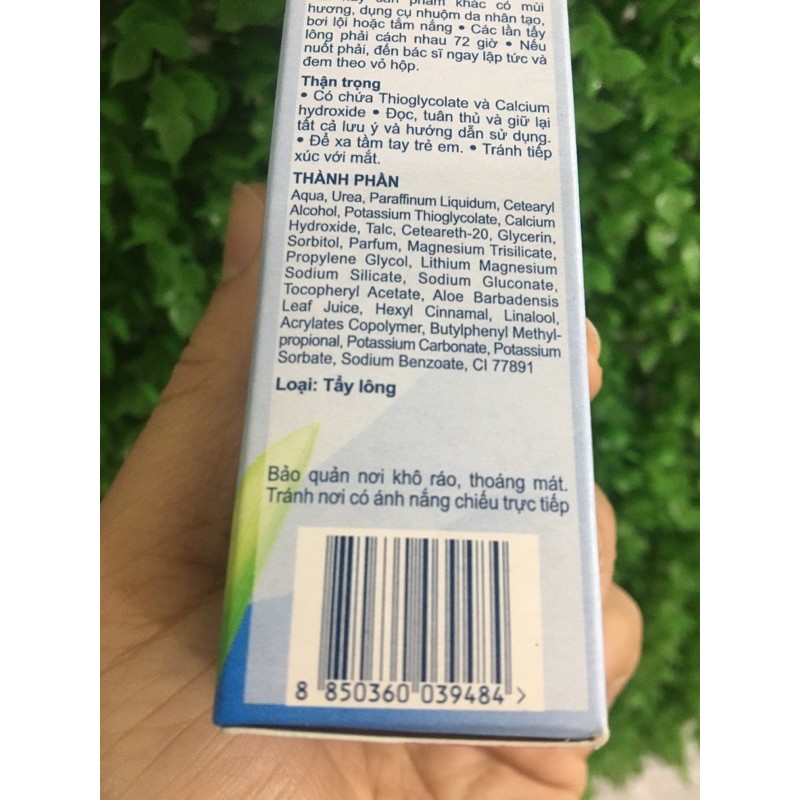 sản phẩm khác có mùi
hương, dụng cụ nhuộm da nhân tạo,
bơi lội hoặc tắm nắng • Các lần tẩy
lông phải cách nhau 72 giờ • Nếu
nuốt phải, đến bác sĩ ngay lập tức và
đem theo vỏ hộp.
Thận trọng
• Có chứa Thioglycolate và Calcium
hydroxide • Đọc, tuân thủ và giữ lại
tất cả lưu ý và hướng dẫn sử dụng.
• Để xa tầm tay trẻ em. • Tránh tiếp
xúc với mắt.
THÀNH PHẦN
Aqua, Urea, Paraffinum Liquidum, Cetearyl
Alcohol, Potassium Thioglycolate, Calcium
Hydroxide, Talc, Ceteareth-20, Glycerin,
Sorbitol, Parfum, Magnesium Trisilicate,
Propylene Glycol, Lithium Magnesium
Sodium Silicate, Sodium Gluconate,
Tocopheryl Acetate, Aloe Barbadensis
Leaf Juice, Hexyl Cinnamal, Linalool,
Acrylates Copolymer, Butylphenyl Methyl-
propional, Potassium Carbonate, Potassium
Sorbate, Sodium Benzoate, CI 77891
Loại: Tẩy lông
Bảo quản nơi khô ráo, thoáng mát.
Tránh nơi có ánh nắng chiếu trực tiếp
8 850360 039484 >